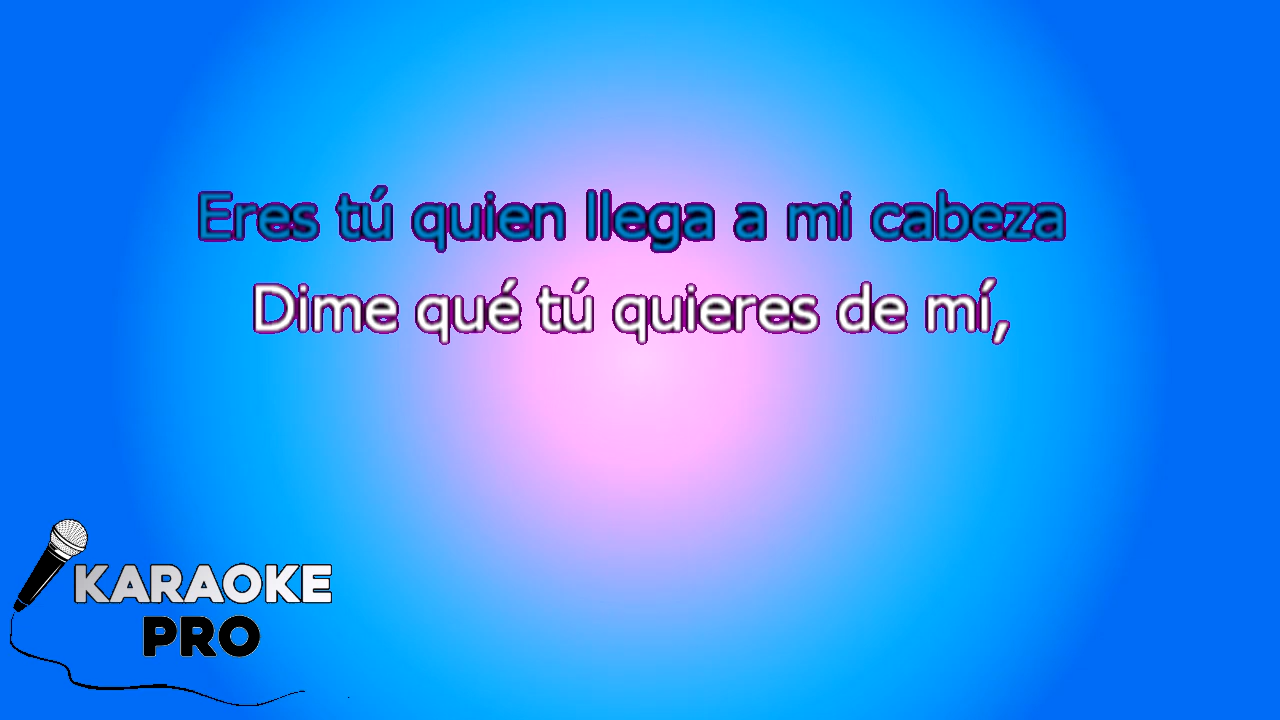 Eres tú quien llega a mi cabeza
Dime qué tú quieres de mí,
KARAOKE
PRO